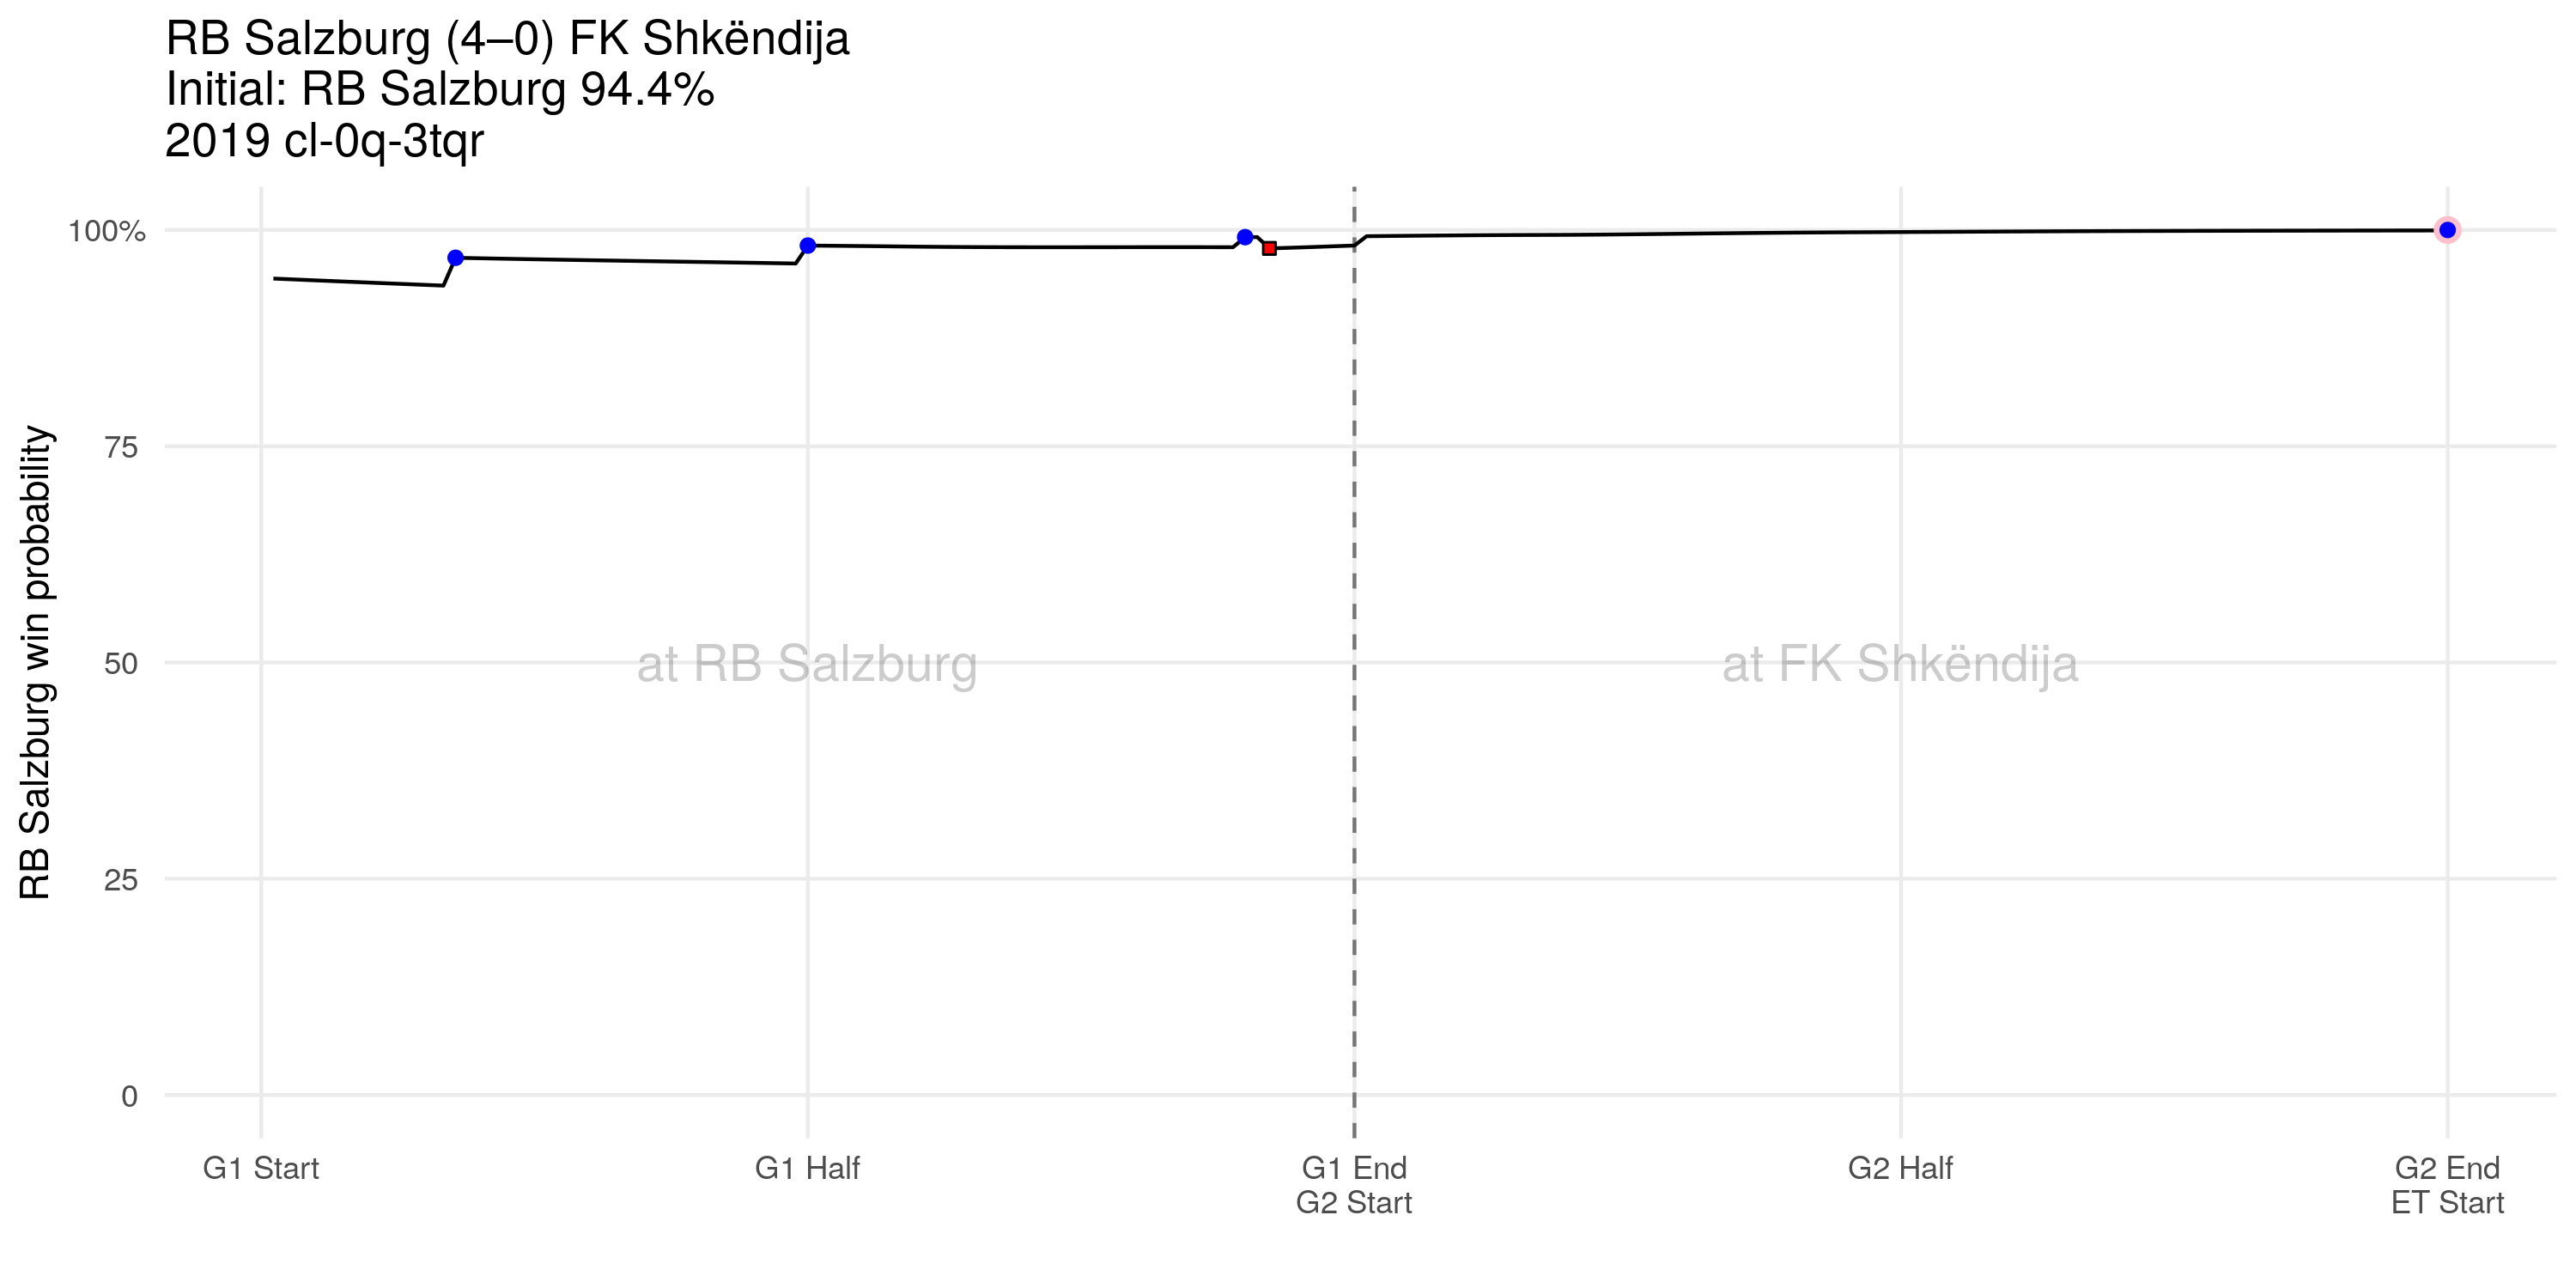 RB Salzburg (4–0) FK Shkëndija
Initial: RB Salzburg 94.4%
2019 cl-0q-3tqr
RB Salzburg win probability
100%
75
50
25
0
at RB Salzburg
at FK Shkëndija
G1 Start
G1 Half
G1 End
G2 Start
G2 Half
G2 End
ET Start